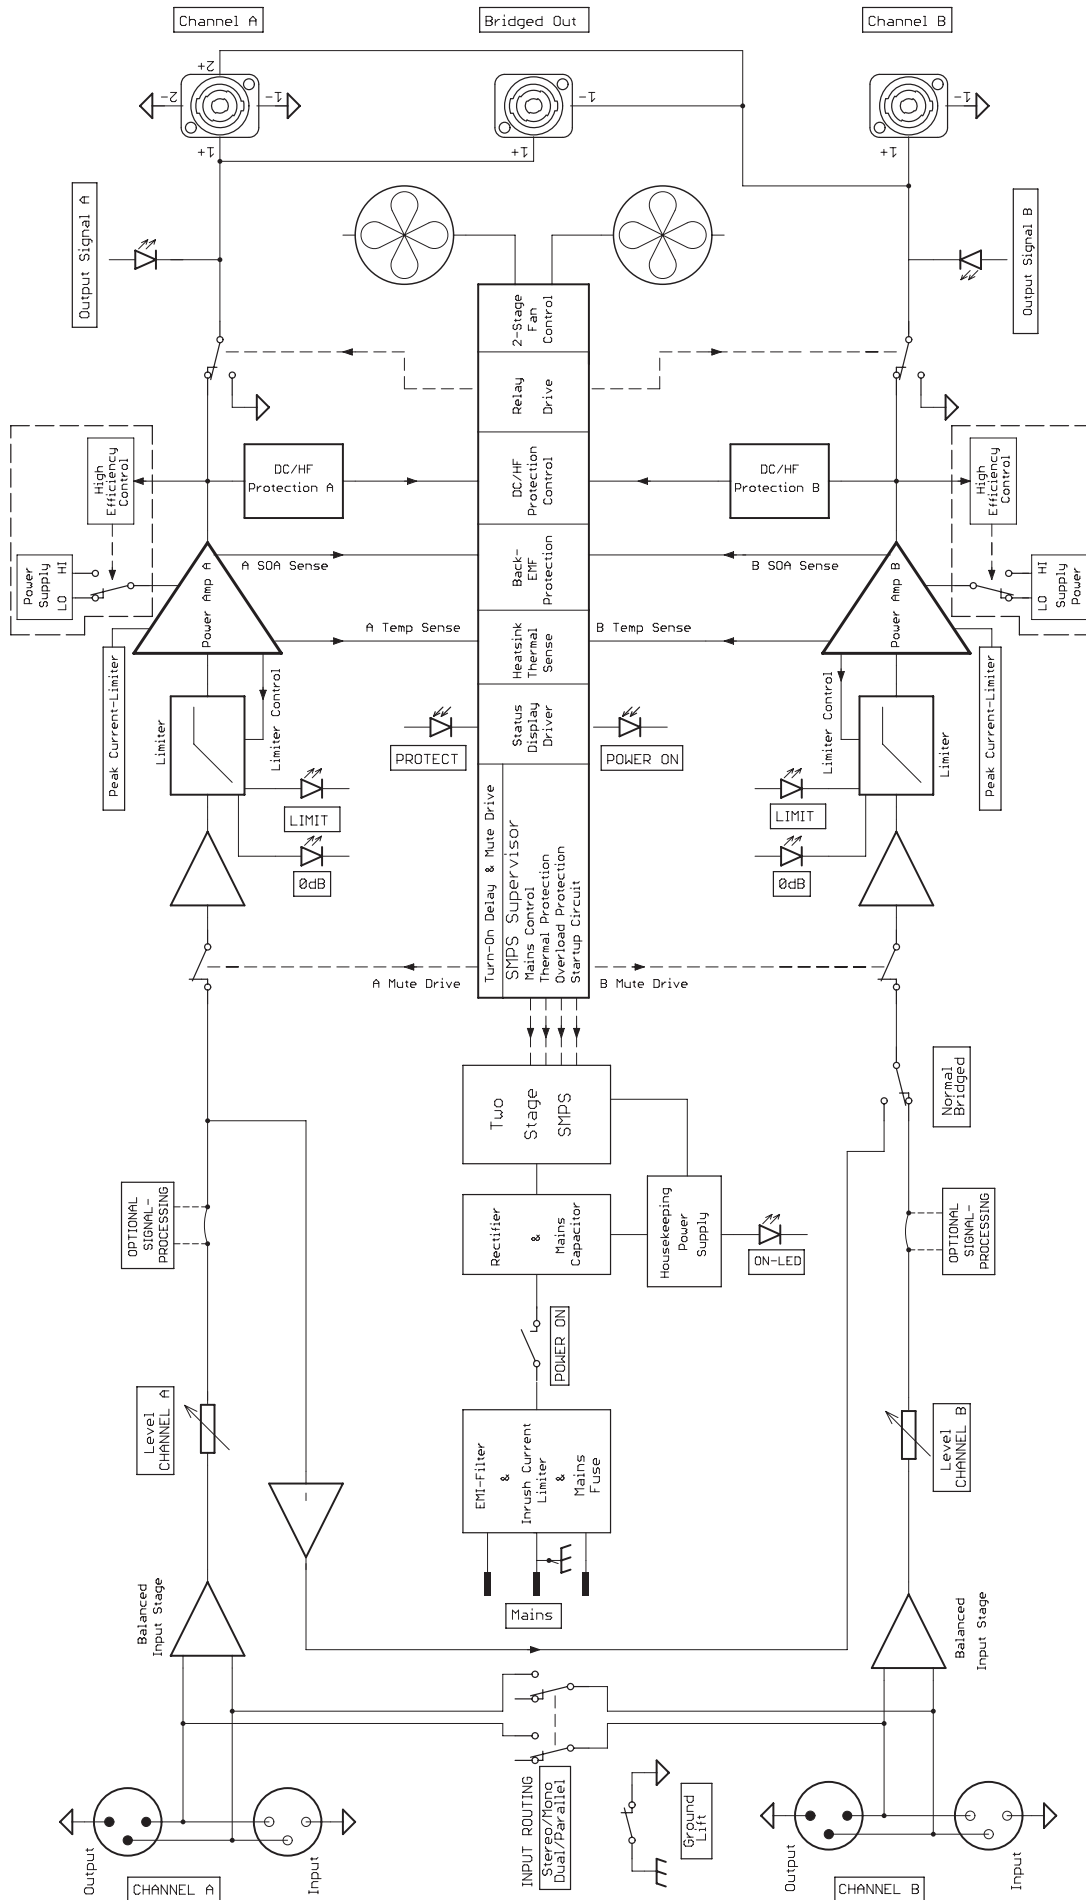 Channel A
Bridged Out
Channel B
2+
2-
1-
1+
1-
1+
1-
1+
Output Signal A
Output Signal B
2-Stage
Fan
Control
Relay
Drive
High
Efficiency
Control
DC/HF
Protection A
DC/HF
Protection
Control
DC/HF
Protection B
High
Efficiency
Control
Power
Supply
LO HI
Power Amp A
A SOA Sense
Back-
EMF
Protection
B SOA Sense
Power Amp B
LO HI
Supply
Power
A Temp Sense
Heatsink
Thermal
Sense
B Temp Sense
Peak Current-Limiter
Limiter
Limiter Control
PROTECT
Status
Display
Driver
POWER ON
Limiter Control
Limiter
Peak Current-Limiter
LIMIT
0dB
LIMIT
0dB
Turn-On Delay & Mute Drive
SMPS Supervisor
Mains Control
Thermal Protection
Overload Protection
Startup Circuit
A Mute Drive
B Mute Drive
Two
Stage
SMPS
Normal
Bridged
OPTIONAL
SIGNAL-
PROCESSING
Rectifier
&
Mains
Capacitor
Housekeeping
Power
Supply
ON-LED
OPTIONAL
SIGNAL-
PROCESSING
POWER ON
Level
CHANNEL A
EMI-Filter
&
Inrush Current
Limiter
&
Mains
Fuse
Level
CHANNEL B
-
Mains
Balanced
Input Stage
Balanced
Input Stage
INPUT ROUTING
Stereo/Mono
Dual/Parallel
Ground
Lift
Output
Input
CHANNEL A
Output
Input
CHANNEL B